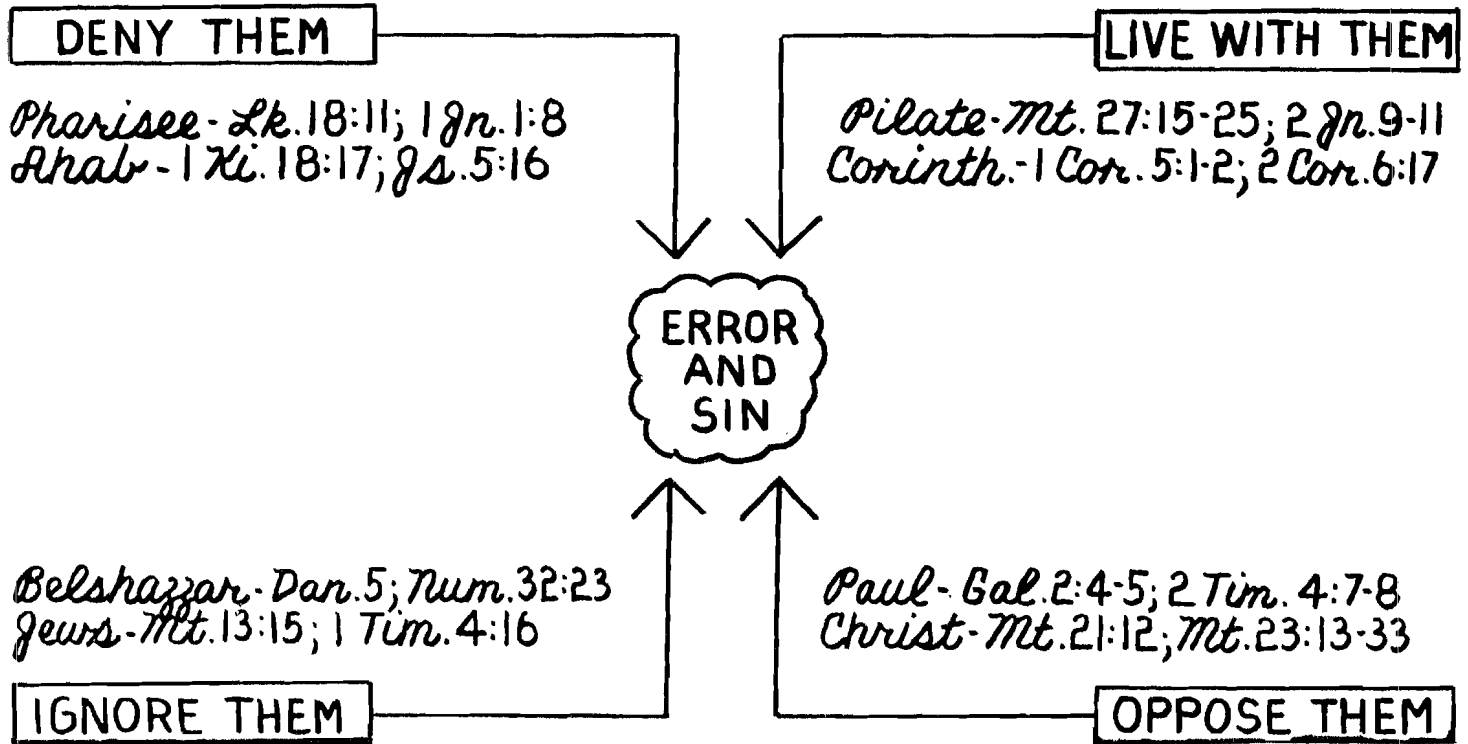 DENY THEM
Pharisee - Lk. 18:11; 1 Jn. 1:8
Ahab - 1 Ki. 18:17; Js. 5:16
LIVE WITH THEM
Pilate - Mt. 27:15-25; 2 Jn. 9-11
Corinth. - 1 Cor. 5:1-2; 2 Cor. 6:17
ERROR
AND
SIN
Belshazzar - Dan. 5; Num. 32:23
Jews - Mt. 13:15; 1 Tim. 4:16
IGNORE THEM
Paul - Gal. 2:4-5; 2 Tim. 4:7-8
Christ - Mt. 21:12; Mt. 23:13-33
OPPOSE THEM